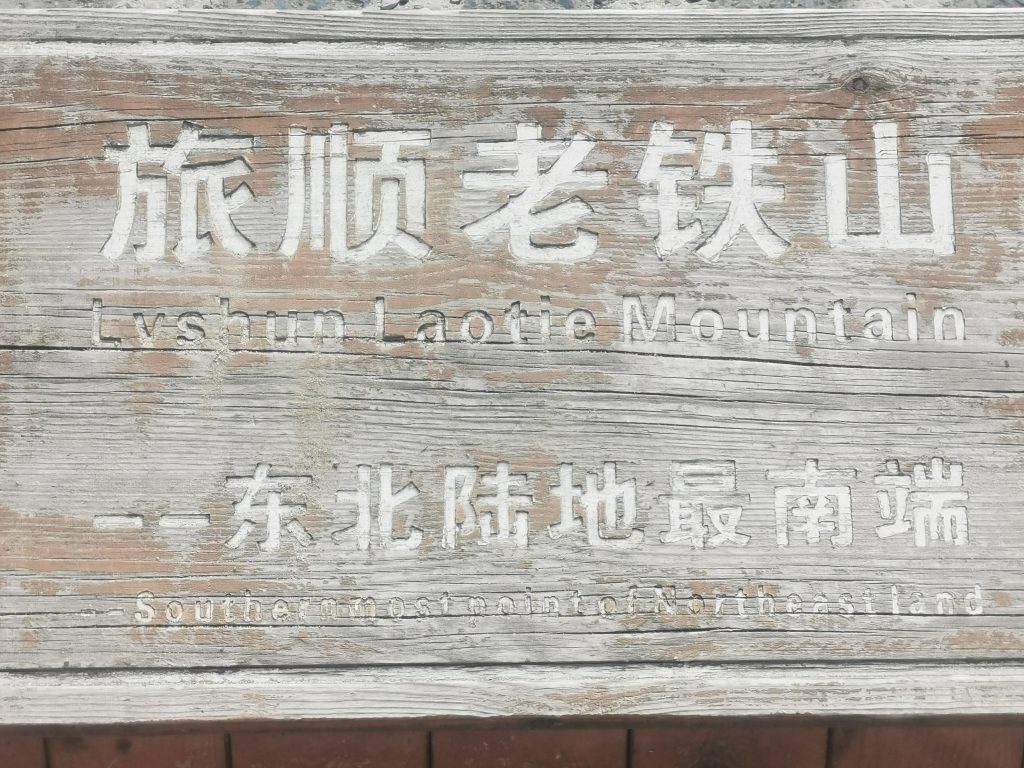 旅顺老铁山
Lvshun Laotie Mountain
--东北陆地最南端
--Southernmost point of Northeast land